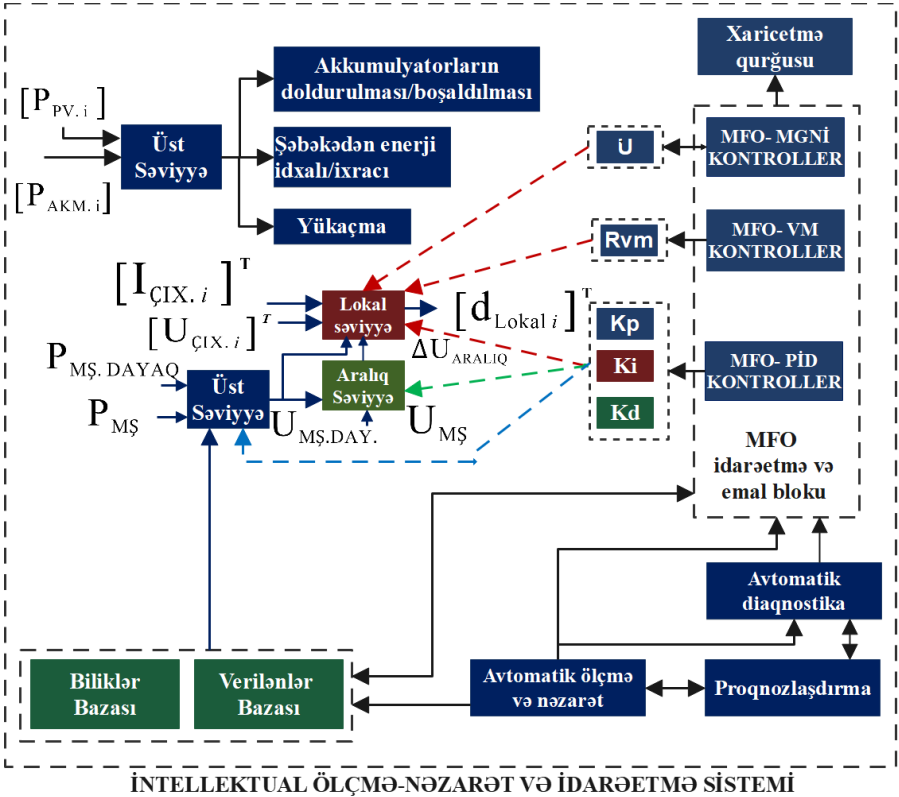 Xaricetmə
qurğusu
Akkumulyatorların
doldurulması/boşaldılması
[P PV. i]
Üst
Səviyyə
Şəbəkədən enerji
idxalı/ixracı
[P AKM. i]
Yükaçma
Ü
MFO- MGNİ
KONTROLLER
Rvm
MFO- VM
KONTROLLER
[I ÇIX. i] T
[U ÇIX. i] T
Lokal
səviyyə
[d Lokal i] T
ΔU ARALIQ
Kp
Ki
Kd
MFO- PİD
KONTROLLER
P MŞ. DAYAQ
P MŞ
Üst
Səviyyə
Aralıq
Səviyyə
U MŞ.DAY.
U MŞ
MFO
idarəetmə və
emal bloku
Avtomatik
diaqnostika
Biliklər
Bazası
Verilənlər
Bazası
Avtomatik ölçmə
və nəzarət
Proqnozlaşdırma
İNTELLEKTUAL ÖLÇMƏ-NƏZARƏT VƏ İDARƏETMƏ SİSTEMİ